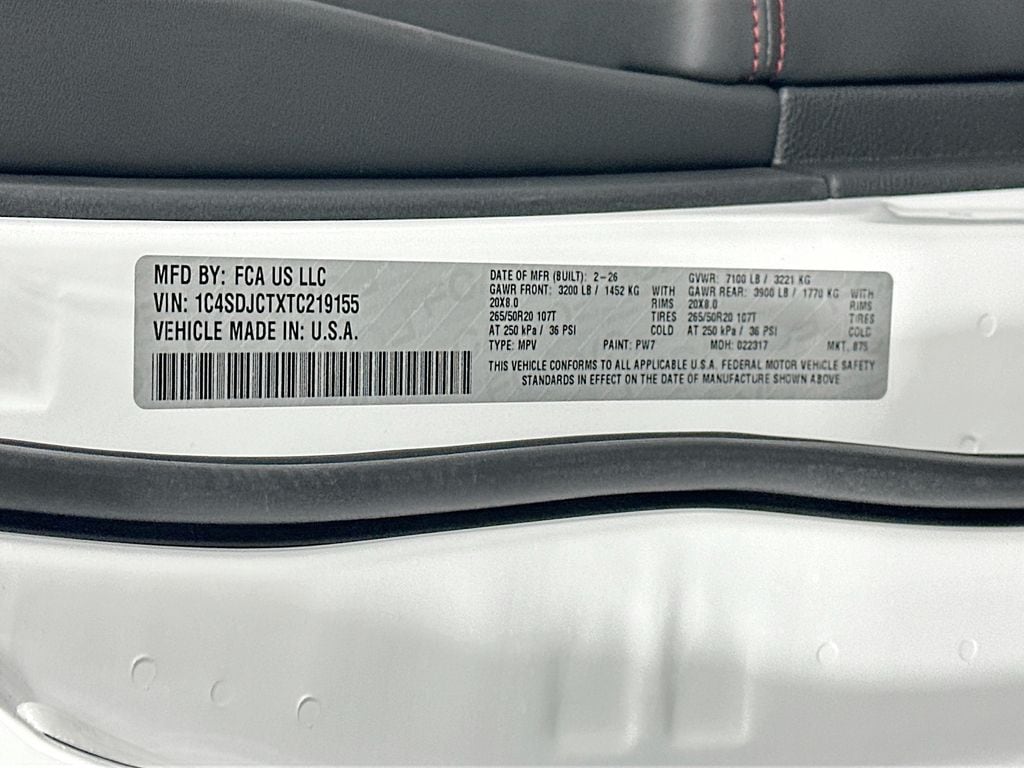 MFD BY: FCA US LLC
VIN: 1C4SDJCTXTC219155
VEHICLE MADE IN: U.S.A.
DATE OF MFR (BUILT): 2-26
GVWR: 7100 LB / 3221 KG
GAWR FRONT: 3200 LB / 1452 KG WITH
GAWR REAR: 3900 LB / 1770 KG WITH
20X8.0 RIMS
20X8.0 RIMS
265/50R20 107T TIRES
265/50R20 107T TIRES
AT 250 kPa / 36 PSI COLD
AT 250 kPa / 36 PSI COLD
TYPE: MPV PAINT: PW7
MDH: 022317 MKT. 875
THIS VEHICLE CONFORMS TO ALL APPLICABLE U.S.A. FEDERAL MOTOR VEHICLE SAFETY
STANDARDS IN EFFECT ON THE DATE OF MANUFACTURE SHOWN ABOVE